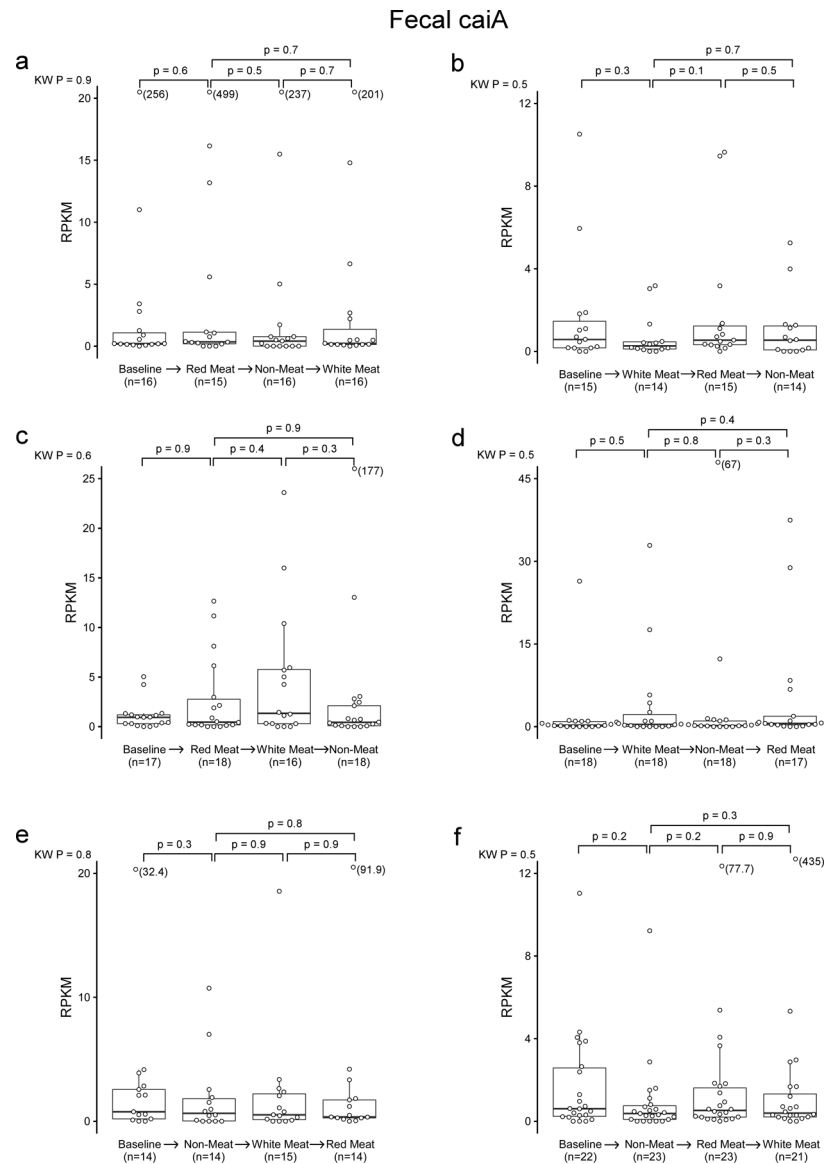 Fecal caiA
a
KW P = 0.9
p = 0.7
p = 0.6
p = 0.5
p = 0.7
(256)
(499)
(237)
(201)
RPKM
20
15
10
5
0
Baseline → Red Meat → Non-Meat → White Meat
(n=16) (n=15) (n=16) (n=16)
b
KW P = 0.5
p = 0.7
p = 0.3
p = 0.1
p = 0.5
RPKM
12
8
4
0
Baseline → White Meat → Red Meat → Non-Meat
(n=15) (n=14) (n=15) (n=14)
c
KW P = 0.6
p = 0.9
p = 0.9
p = 0.4
p = 0.3
(177)
RPKM
25
20
15
10
5
0
Baseline → Red Meat → White Meat → Non-Meat
(n=17) (n=18) (n=16) (n=18)
d
KW P = 0.5
p = 0.4
p = 0.5
p = 0.8
p = 0.3
(67)
RPKM
45
30
15
0
Baseline → White Meat → Non-Meat → Red Meat
(n=18) (n=18) (n=18) (n=17)
e
KW P = 0.8
p = 0.8
p = 0.3
p = 0.9
p = 0.9
(32.4)
(91.9)
RPKM
20
10
0
Baseline → Non-Meat → White Meat → Red Meat
(n=14) (n=14) (n=15) (n=14)
f
KW P = 0.5
p = 0.3
p = 0.2
p = 0.2
p = 0.9
(77.7)
(435)
RPKM
12
8
4
0
Baseline → Non-Meat → Red Meat → White Meat
(n=22) (n=23) (n=23) (n=21)